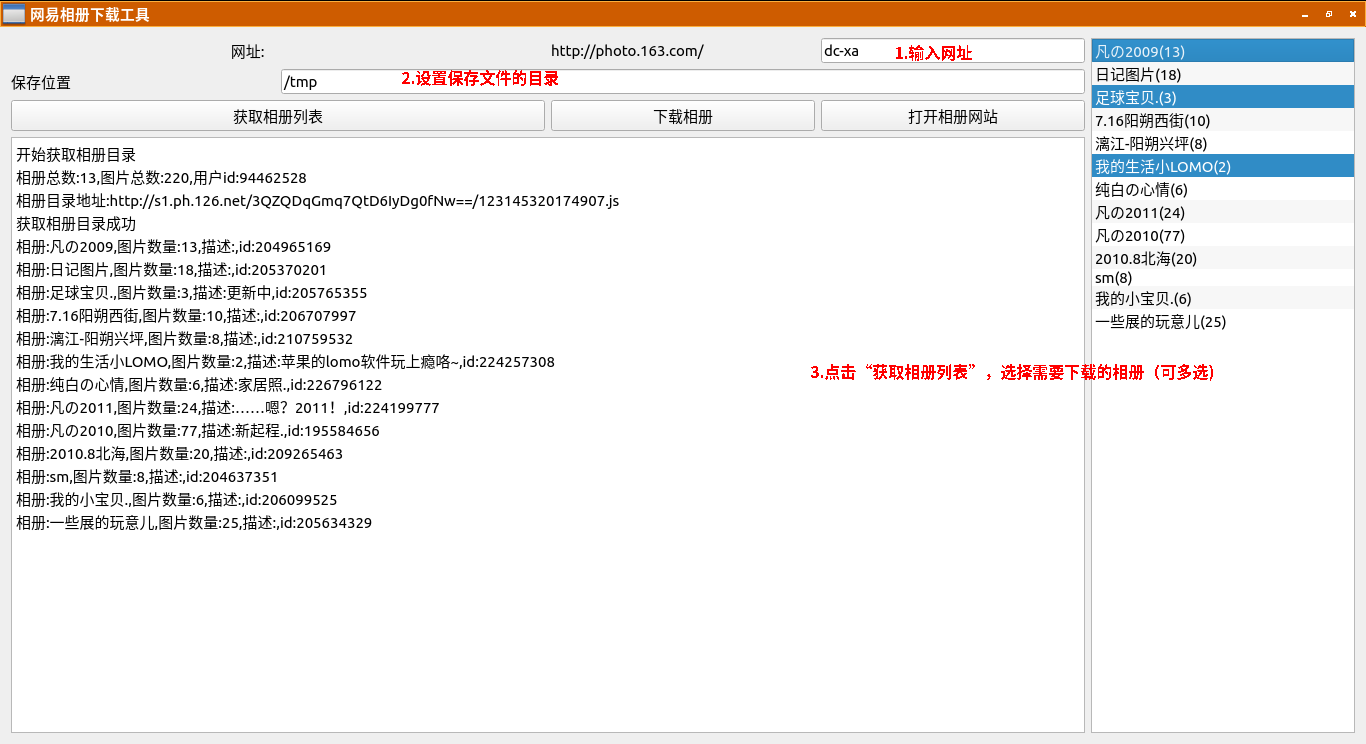 网易相册下载工具
网址: http://photo.163.com/ dc-xa 1.输入网址
保存位置 /tmp 2.设置保存文件的目录
获取相册列表 下载相册 打开相册网站
开始获取相册目录
相册总数:13,图片总数:220,用户id:94462528
相册目录地址:http://s1.ph.126.net/3QZQDqGmq7QtD6IyDg0fNw==/123145320174907.js
获取相册目录成功
相册:凡の2009,图片数量:13,描述:,id:204965169
相册:日记图片,图片数量:18,描述:,id:205370201
相册:足球宝贝.,图片数量:3,描述:更新中,id:205765355
相册:7.16阳朔西街,图片数量:10,描述:,id:206707997
相册:漓江-阳朔兴坪,图片数量:8,描述:,id:210759532
相册:我的生活小LOMO,图片数量:2,描述:苹果的lomo软件玩上瘾咯~,id:224257308
相册:纯白の心情,图片数量:6,描述:家居照.,id:226796122
相册:凡の2011,图片数量:24,描述:……嗯？2011！,id:224199777
相册:凡の2010,图片数量:77,描述:新起程.,id:195584656
相册:2010.8北海,图片数量:20,描述:,id:209265463
相册:sm,图片数量:8,描述:,id:204637351
相册:我的小宝贝.,图片数量:6,描述:,id:206099525
相册:一些展的玩意儿,图片数量:25,描述:,id:205634329
凡の2009(13)
日记图片(18)
足球宝贝.(3)
7.16阳朔西街(10)
漓江-阳朔兴坪(8)
我的生活小LOMO(2)
纯白の心情(6)
凡の2011(24)
凡の2010(77)
2010.8北海(20)
sm(8)
我的小宝贝.(6)
一些展的玩意儿(25)
3.点击“获取相册列表”，选择需要下载的相册（可多选)